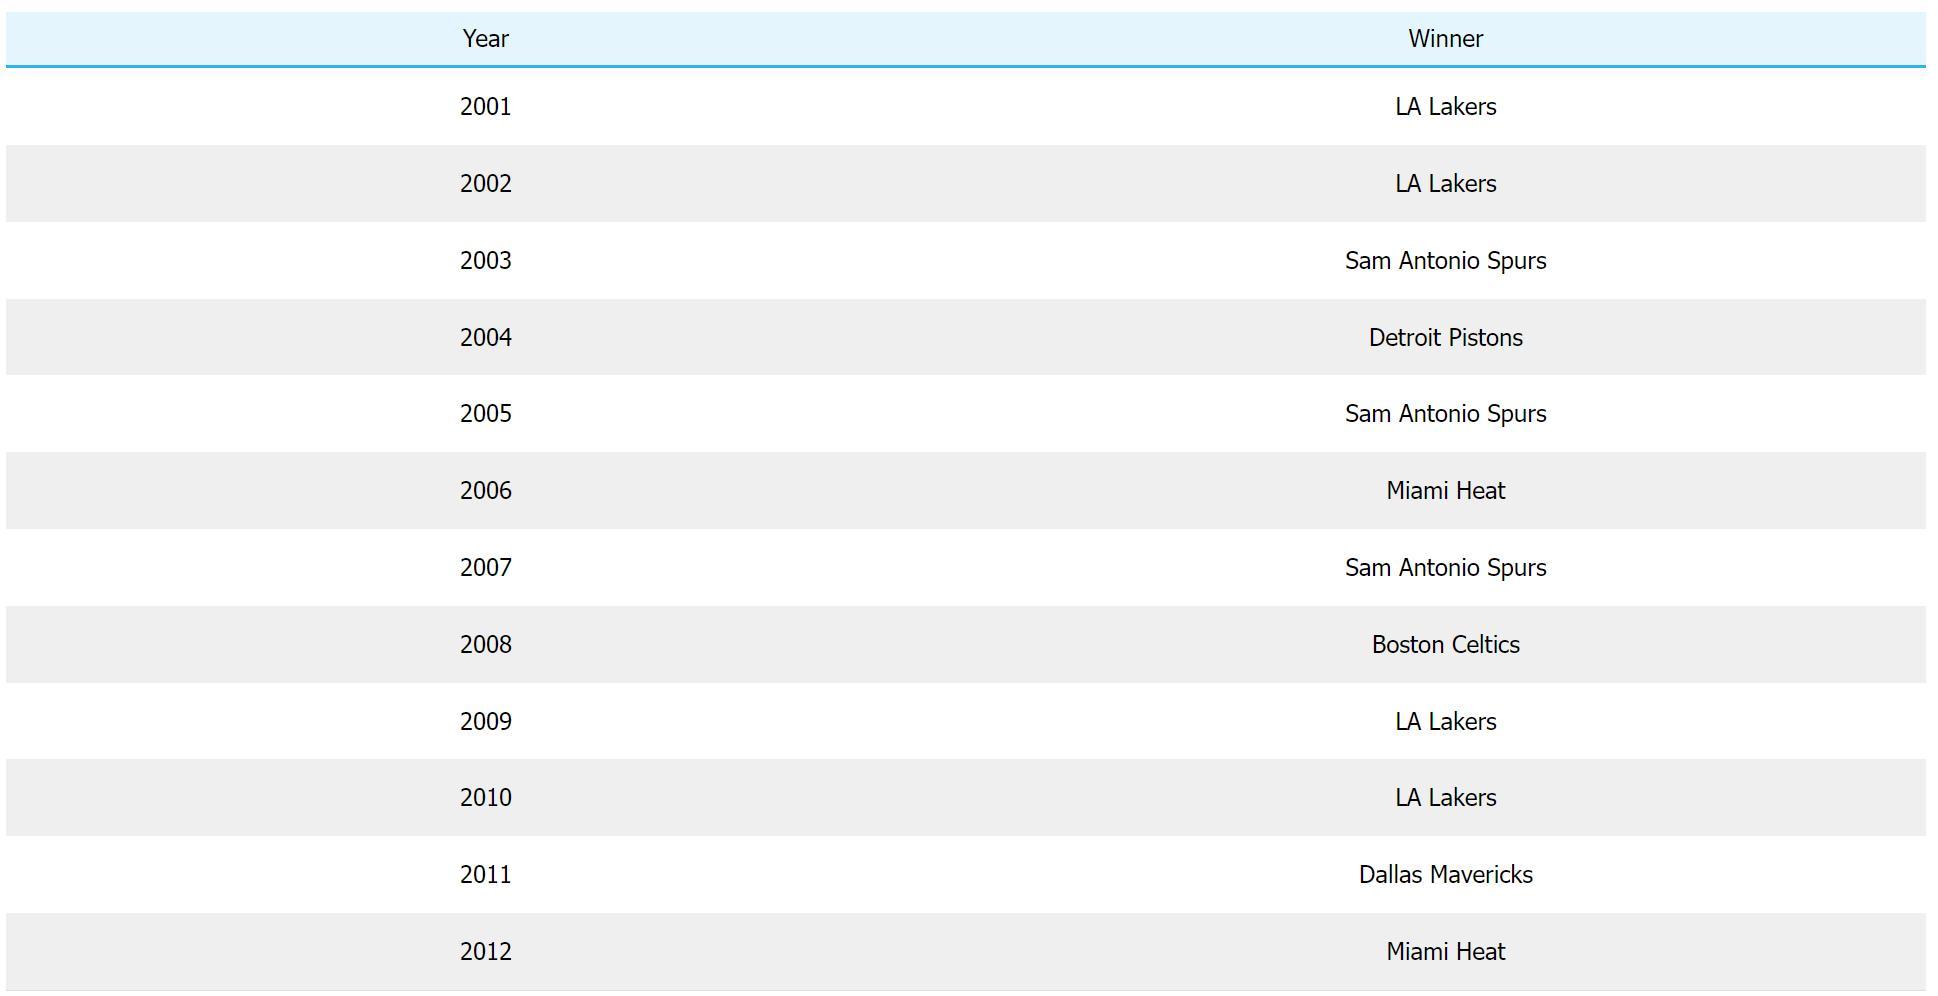 Year Winner
2001 LA Lakers
2002 LA Lakers
2003 Sam Antonio Spurs
2004 Detroit Pistons
2005 Sam Antonio Spurs
2006 Miami Heat
2007 Sam Antonio Spurs
2008 Boston Celtics
2009 LA Lakers
2010 LA Lakers
2011 Dallas Mavericks
2012 Miami Heat